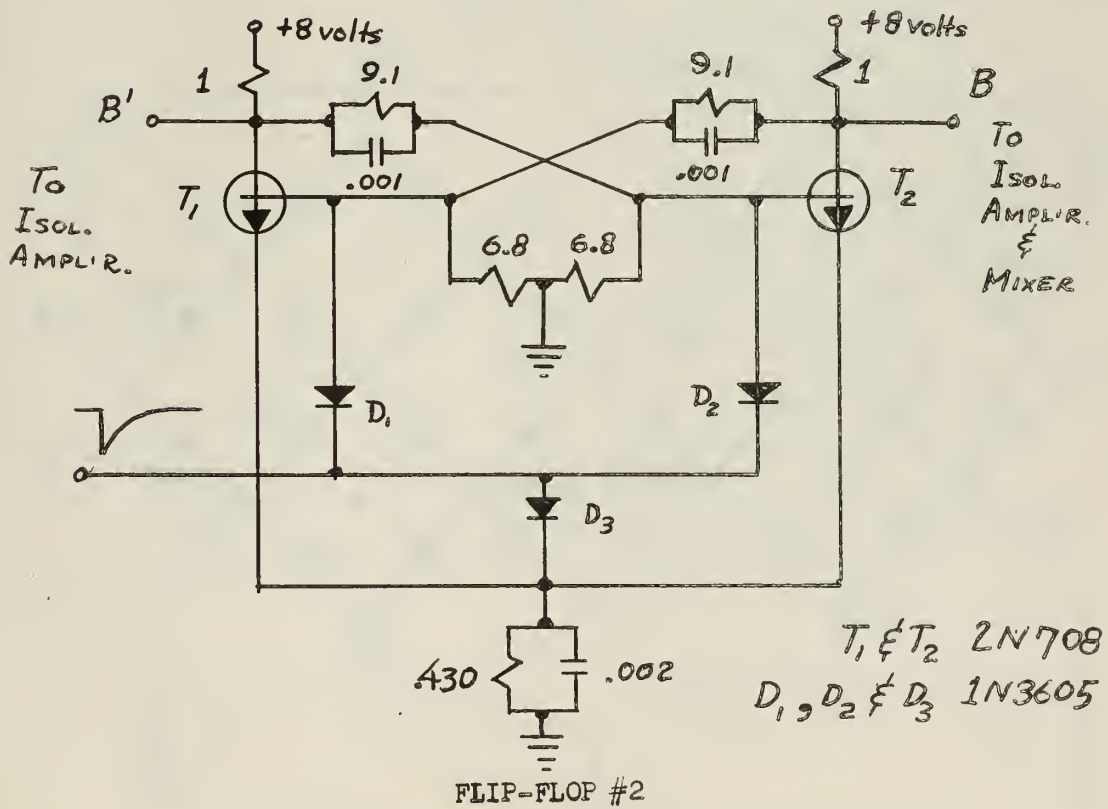 +8 volts
+8 volts
1
9.1
9.1
1
B'
B
.001
.001
To
Isol.
Ampl'r.
T1
T2
To
Isol.
Ampl'r.
&
Mixer
6.8
6.8
D1
D2
D3
.430
.002
T1 & T2 2N708
D1, D2 & D3 1N3605
FLIP-FLOP #2